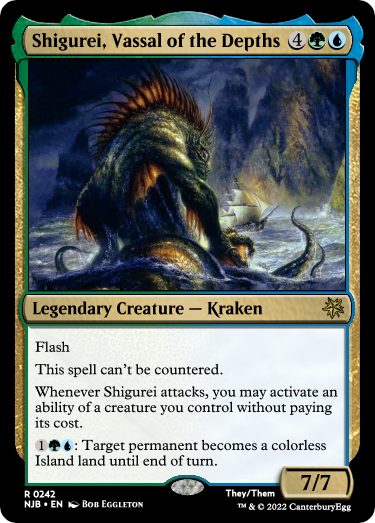 Shigurei, Vassal of the Depths 4
Legendary Creature — Kraken
Flash
This spell can't be countered.
Whenever Shigurei attacks, you may activate an
ability of a creature you control without paying
its cost.
1 : Target permanent becomes a colorless
Island land until end of turn.
7/7
R 0242
NJB • EN Bob Eggleton
They/Them
™ & © 2022 CanterburyEgg